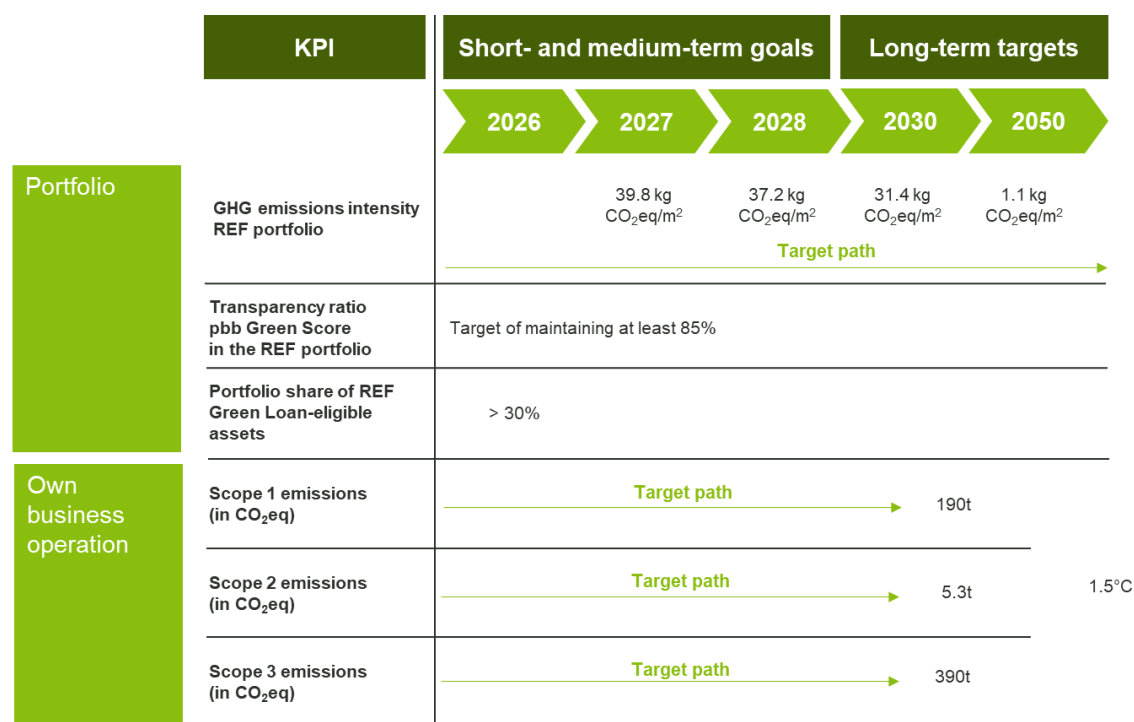 KPI
Short- and medium-term goals
Long-term targets
2026
2027
2028
2030
2050
Portfolio
GHG emissions intensity
REF portfolio
39.8 kg
CO₂eq/m²
37.2 kg
CO₂eq/m²
31.4 kg
CO₂eq/m²
1.1 kg
CO₂eq/m²
Target path
Transparency ratio
pbb Green Score
in the REF portfolio
Target of maintaining at least 85%
Portfolio share of REF
Green Loan-eligible
assets
> 30%
Own
business
operation
Scope 1 emissions
(in CO₂eq)
Target path
190t
Scope 2 emissions
(in CO₂eq)
Target path
5.3t
1.5°C
Scope 3 emissions
(in CO₂eq)
Target path
390t